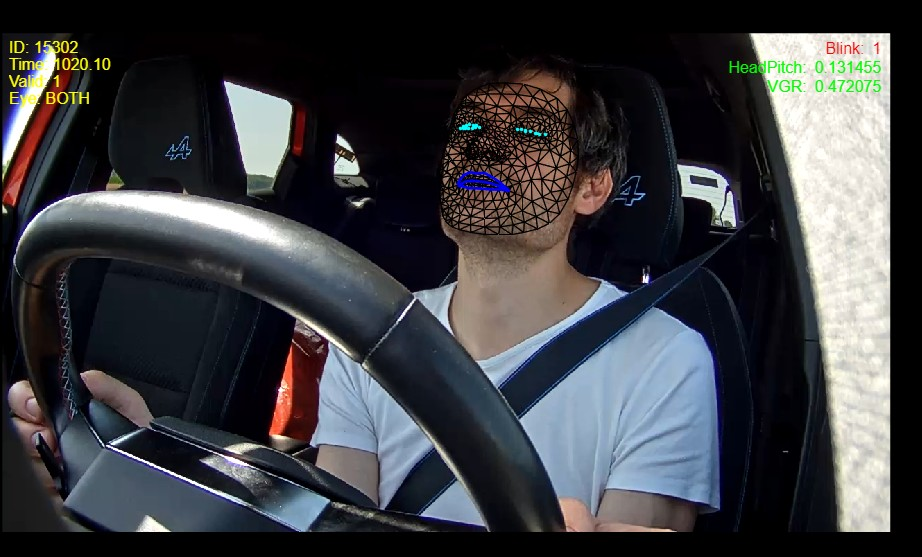 ID: 15302
Time: 1020.10
Valid: 1
Eye: BOTH
Blink: 1
HeadPitch: 0.131455
VGR: 0.472075